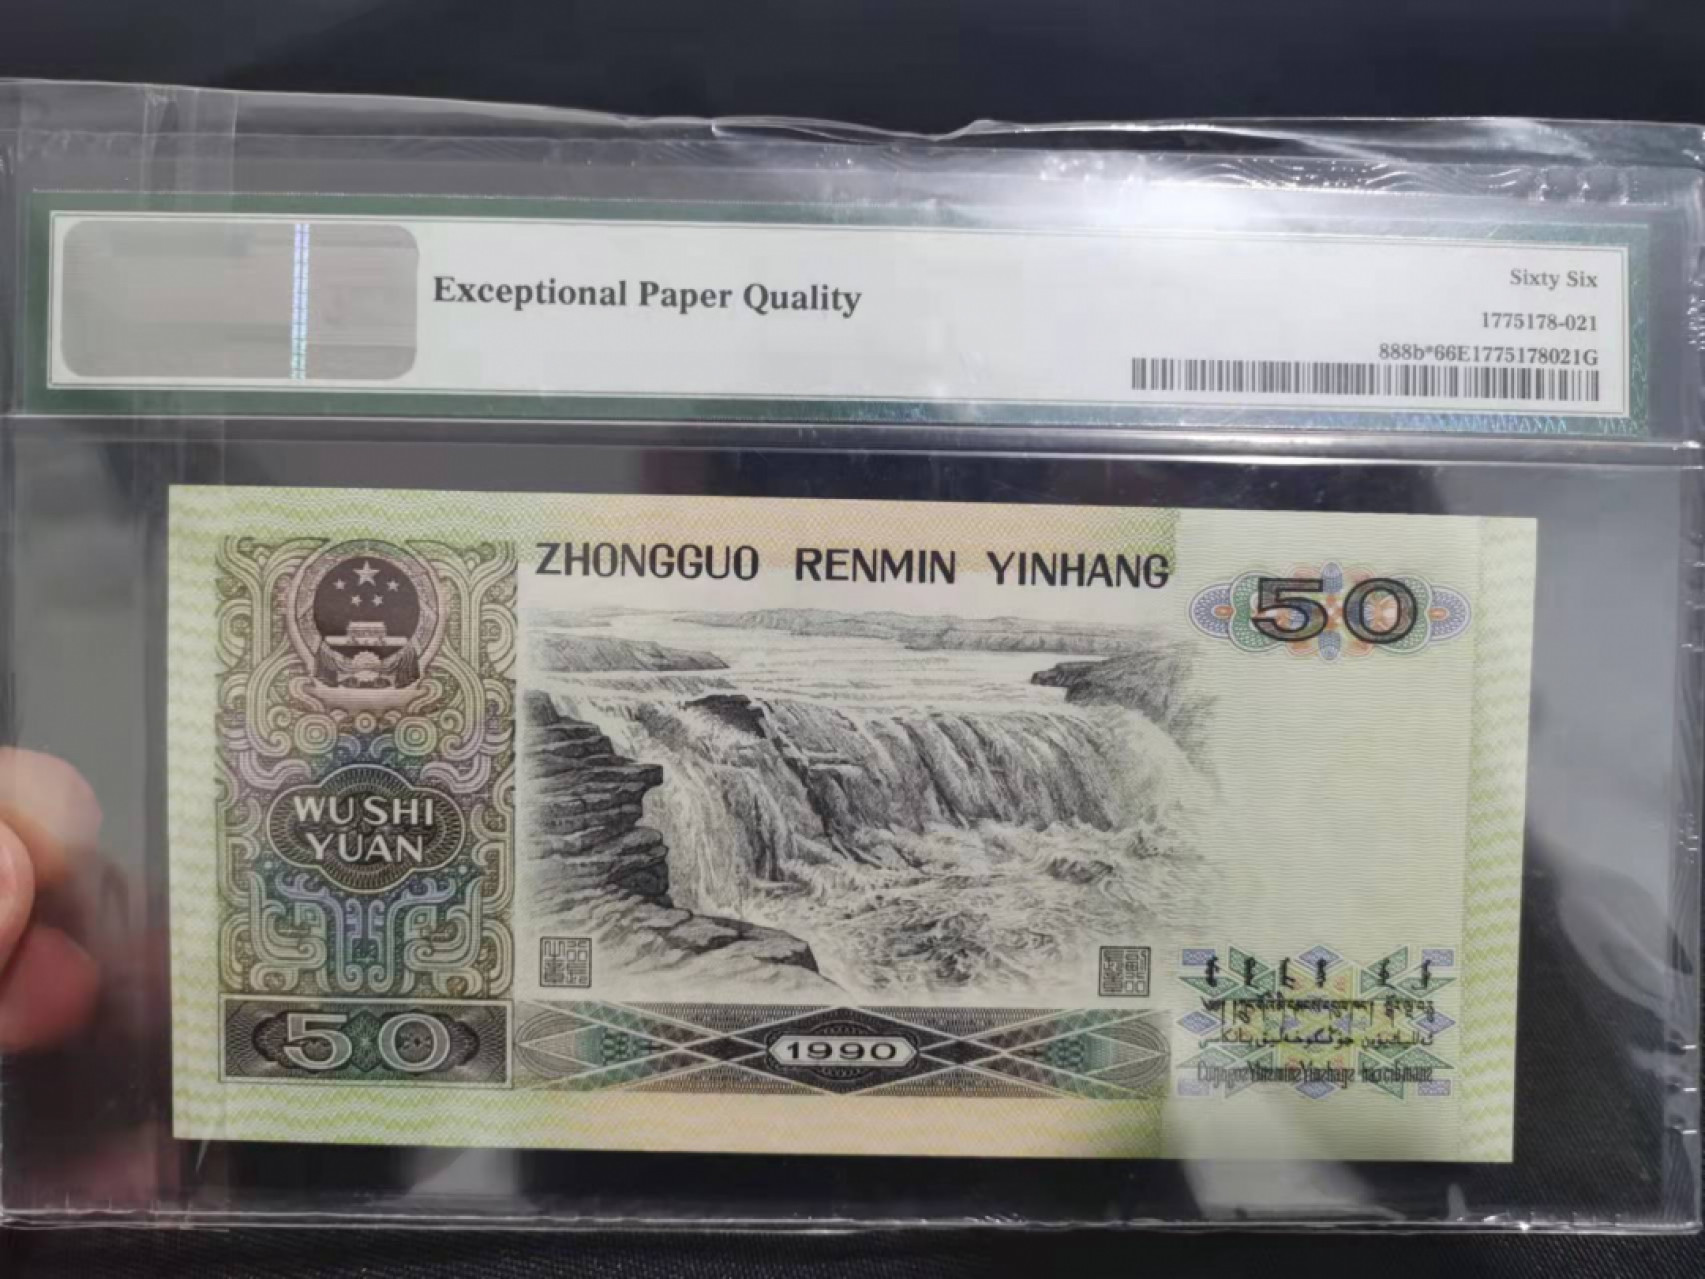 Exceptional Paper Quality
Sixty Six
1775178-021
888b*66E1775178021G
ZHONGGUO RENMIN YINHANG
50
WU SHI
YUAN
50
1990